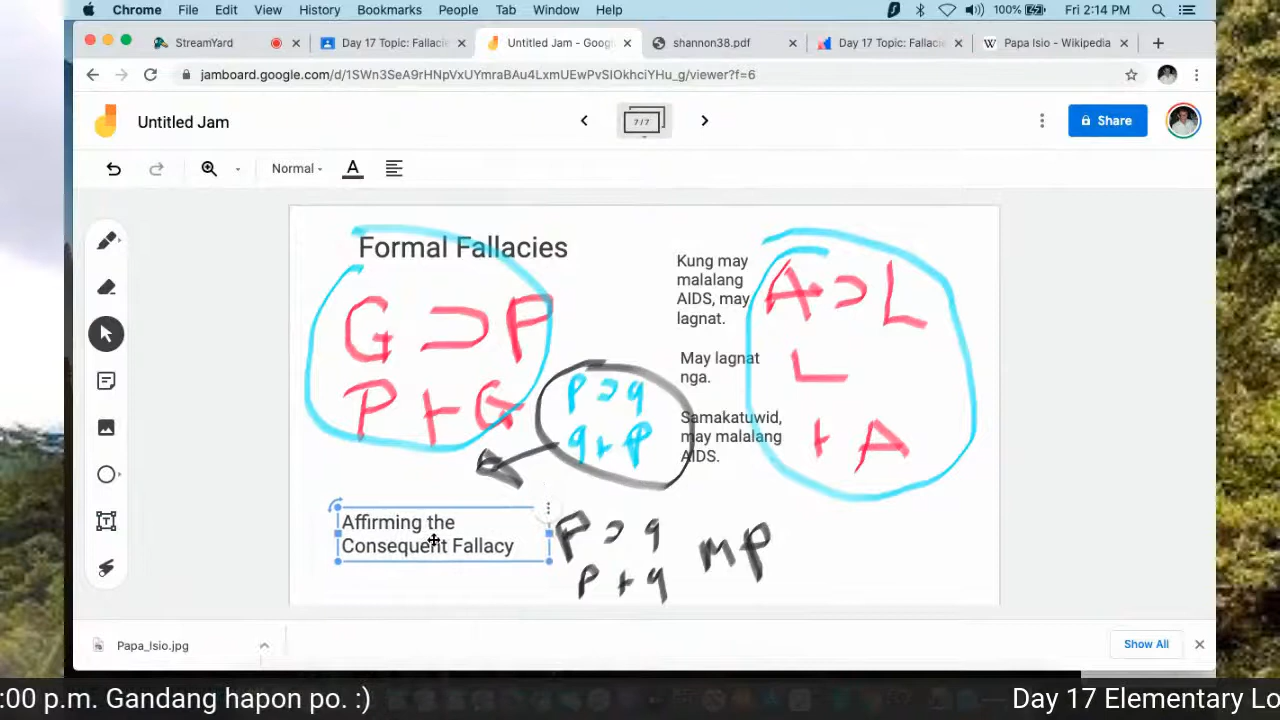 Chrome File Edit View History Bookmarks People Tab Window Help 100% Fri 2:14 PM
StreamYard Day 17 Topic: Fallacie Untitled Jam - Goog shannon38.pdf Day 17 Topic: Fallacie Papa Isio - Wikipedia
jamboard.google.com/d/1SWn3SeA9rHNpVxUYmraBAu4LxmUEwPvSIOkhciYHu_g/viewer?f=6
Untitled Jam 7/7 Share
Normal A
Formal Fallacies
G ⊃ P
P ⊢ G
p ⊃ q
q ⊢ p
Kung may
malalang
AIDS, may
lagnat.
May lagnat
nga.
Samakatuwid,
may malalang
AIDS.
A ⊃ L
L
⊢ A
Affirming the
Consequent Fallacy
P ⊃ q
p ⊢ q
MP
Papa_Isio.jpg Show All
:00 p.m. Gandang hapon po. :) Day 17 Elementary Lo